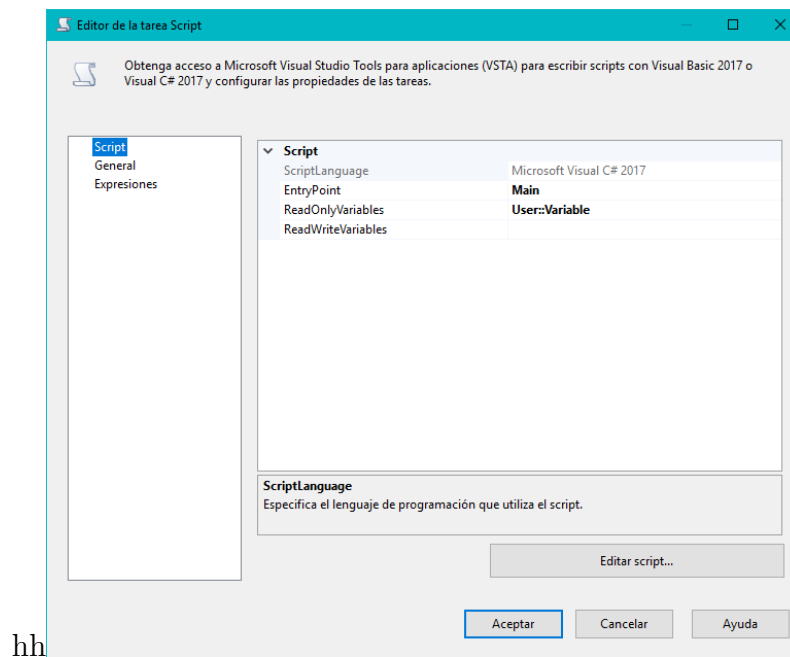 Editor de la tarea Script
Obtenga acceso a Microsoft Visual Studio Tools para aplicaciones (VSTA) para escribir scripts con Visual Basic 2017 o
Visual C# 2017 y configurar las propiedades de las tareas.
Script
General
Expresiones
Script
ScriptLanguage Microsoft Visual C# 2017
EntryPoint Main
ReadOnlyVariables User::Variable
ReadWriteVariables
ScriptLanguage
Especifica el lenguaje de programación que utiliza el script.
Editar script...
Aceptar Cancelar Ayuda
hh